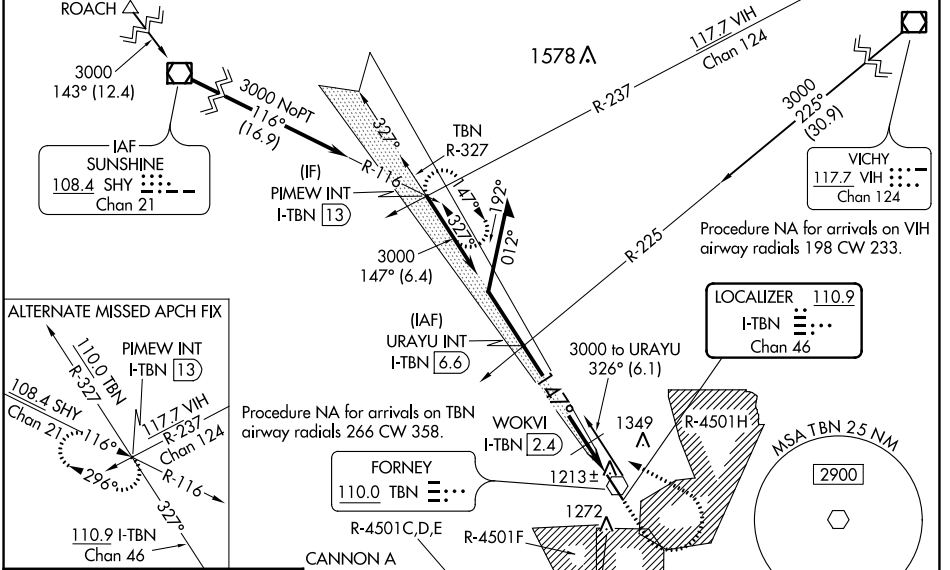 ROACH
3000
143° (12.4)
IAF
SUNSHINE
108.4 SHY
Chan 21
3000 NoPT
116°
(16.9)
R-116
(IF)
PIMEW INT
I-TBN 13
327°
TBN
R-327
47°
327°
3000
147° (6.4)
192°
012°
1578
R-237
117.7 VIH
Chan 124
3000
225°
(30.9)
R-225
VICHY
117.7 VIH
Chan 124
Procedure NA for arrivals on VIH
airway radials 198 CW 233.
LOCALIZER 110.9
I-TBN
Chan 46
(IAF)
URAYU INT
I-TBN 6.6
147°
3000 to URAYU
326° (6.1)
Procedure NA for arrivals on TBN
airway radials 266 CW 358.
WOKVI
I-TBN 2.4
1349
R-4501H
FORNEY
110.0 TBN
1213±
1272
R-4501C,D,E
R-4501F
CANNON A
MSA TBN 25 NM
2900
ALTERNATE MISSED APCH FIX
110.0 TBN
R-327
PIMEW INT
I-TBN 13
108.4 SHY
Chan 21
116°
296°
117.7 VIH
R-237
Chan 124
R-116
327°
110.9 I-TBN
Chan 46